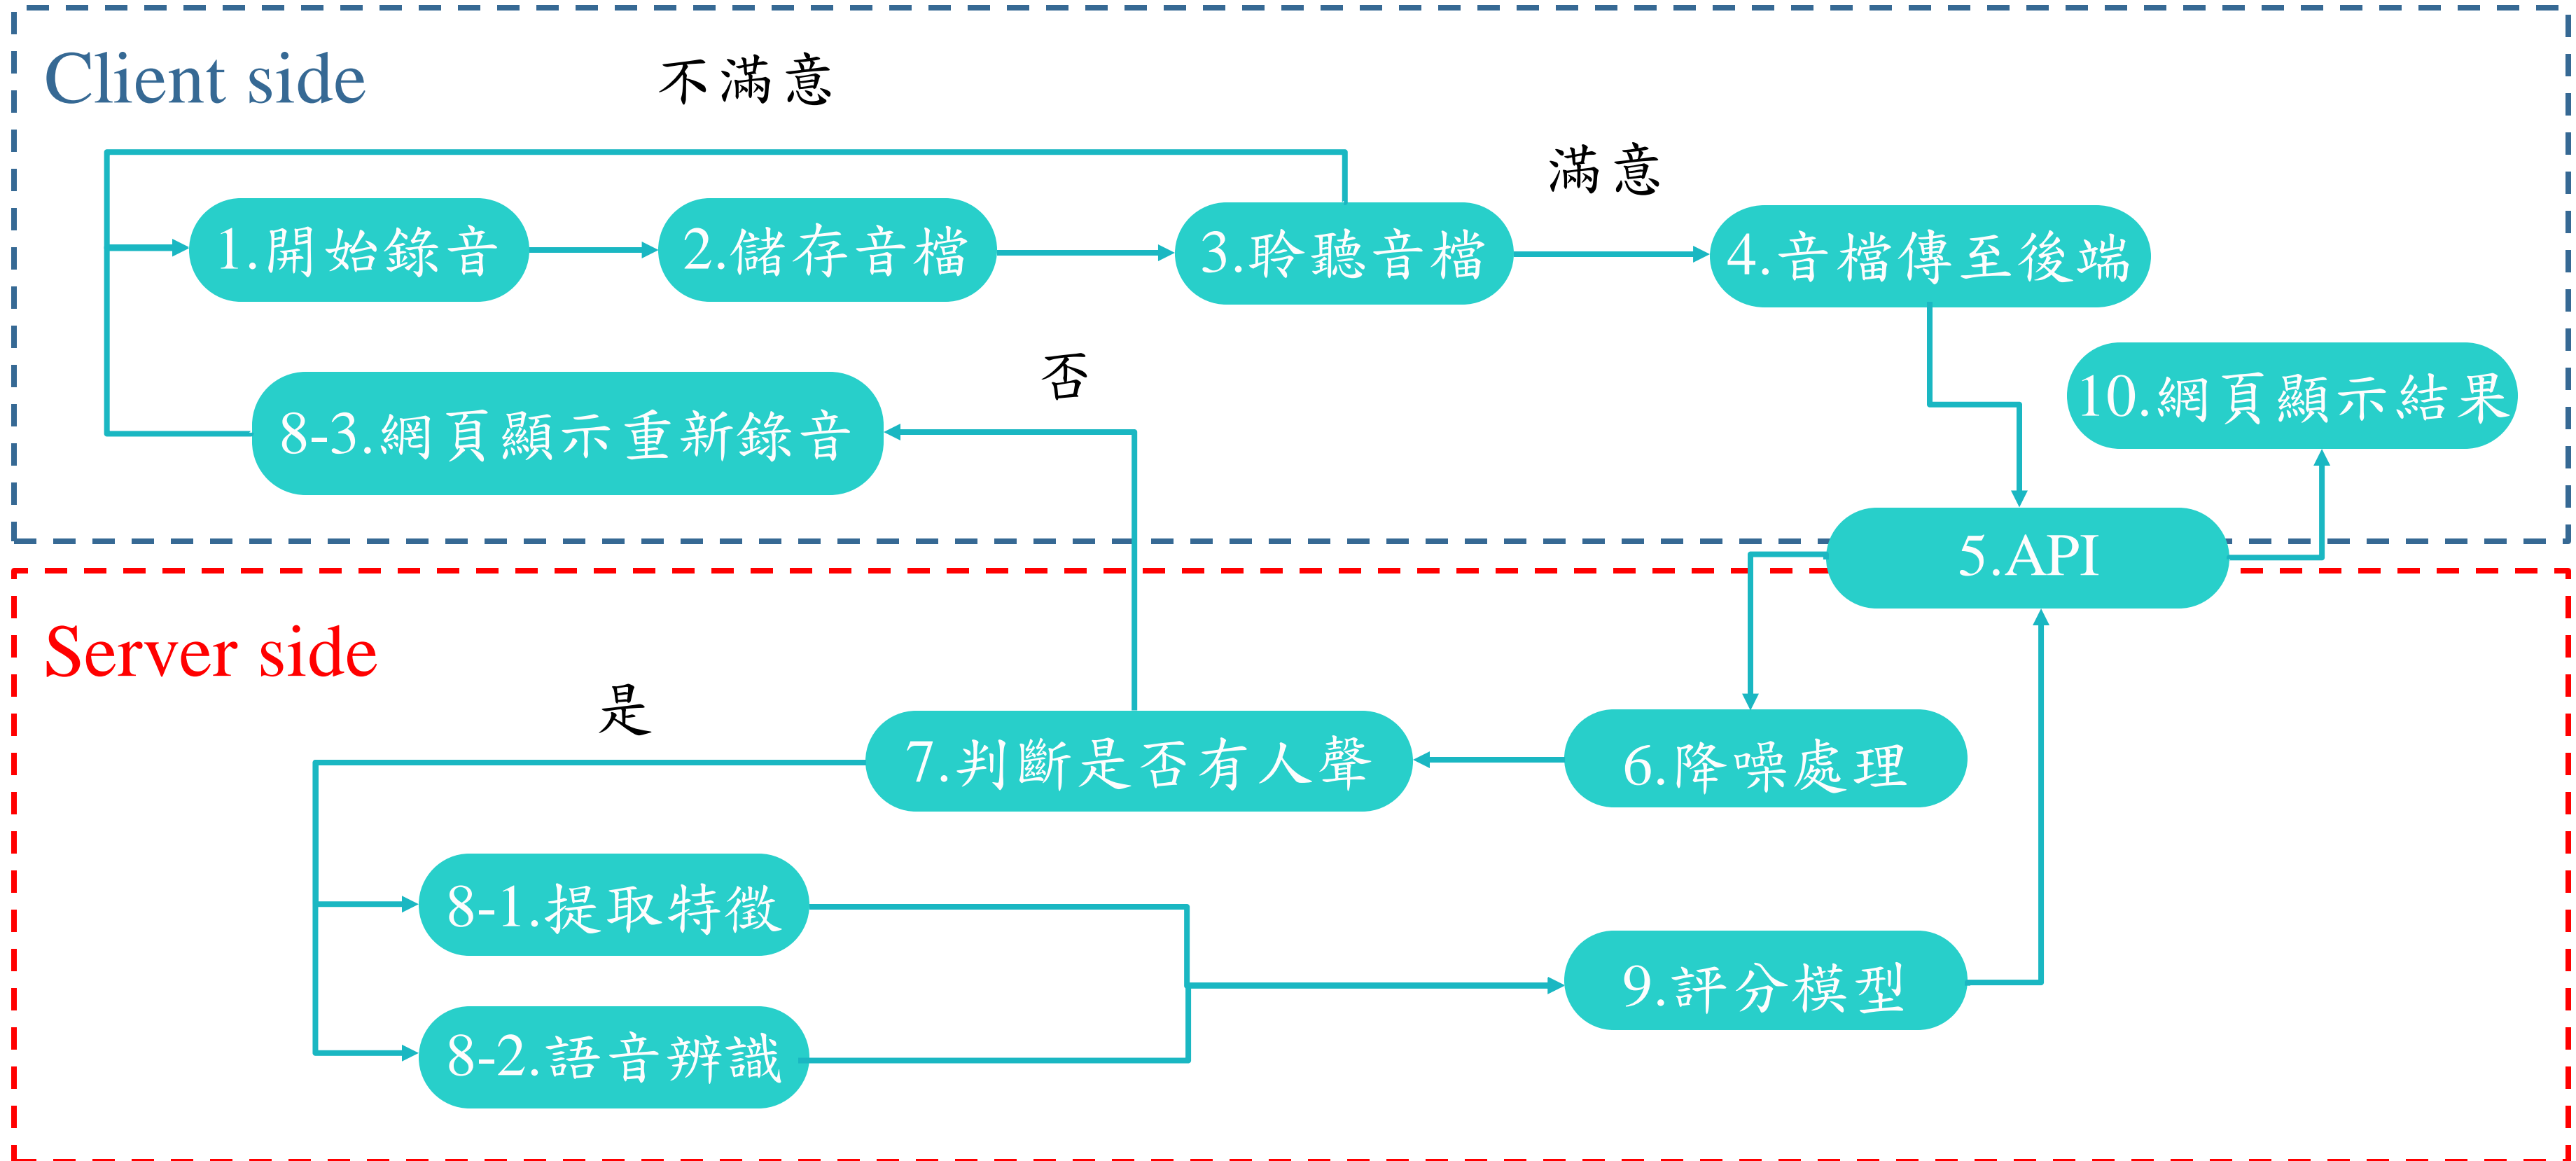 Client side
不滿意
滿意
1.開始錄音
2.儲存音檔
3.聆聽音檔
4.音檔傳至後端
否
10.網頁顯示結果
8-3.網頁顯示重新錄音
5.API
Server side
是
7.判斷是否有人聲
6.降噪處理
8-1.提取特徵
9.評分模型
8-2.語音辨識